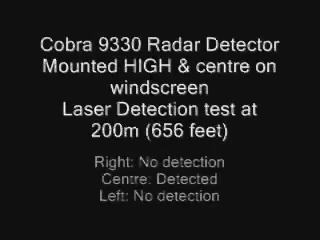 Cobra 9330 Radar Detector
Mounted HIGH & centre on
windscreen
Laser Detection test at
200m (656 feet)
Right: No detection
Centre: Detected
Left: No detection